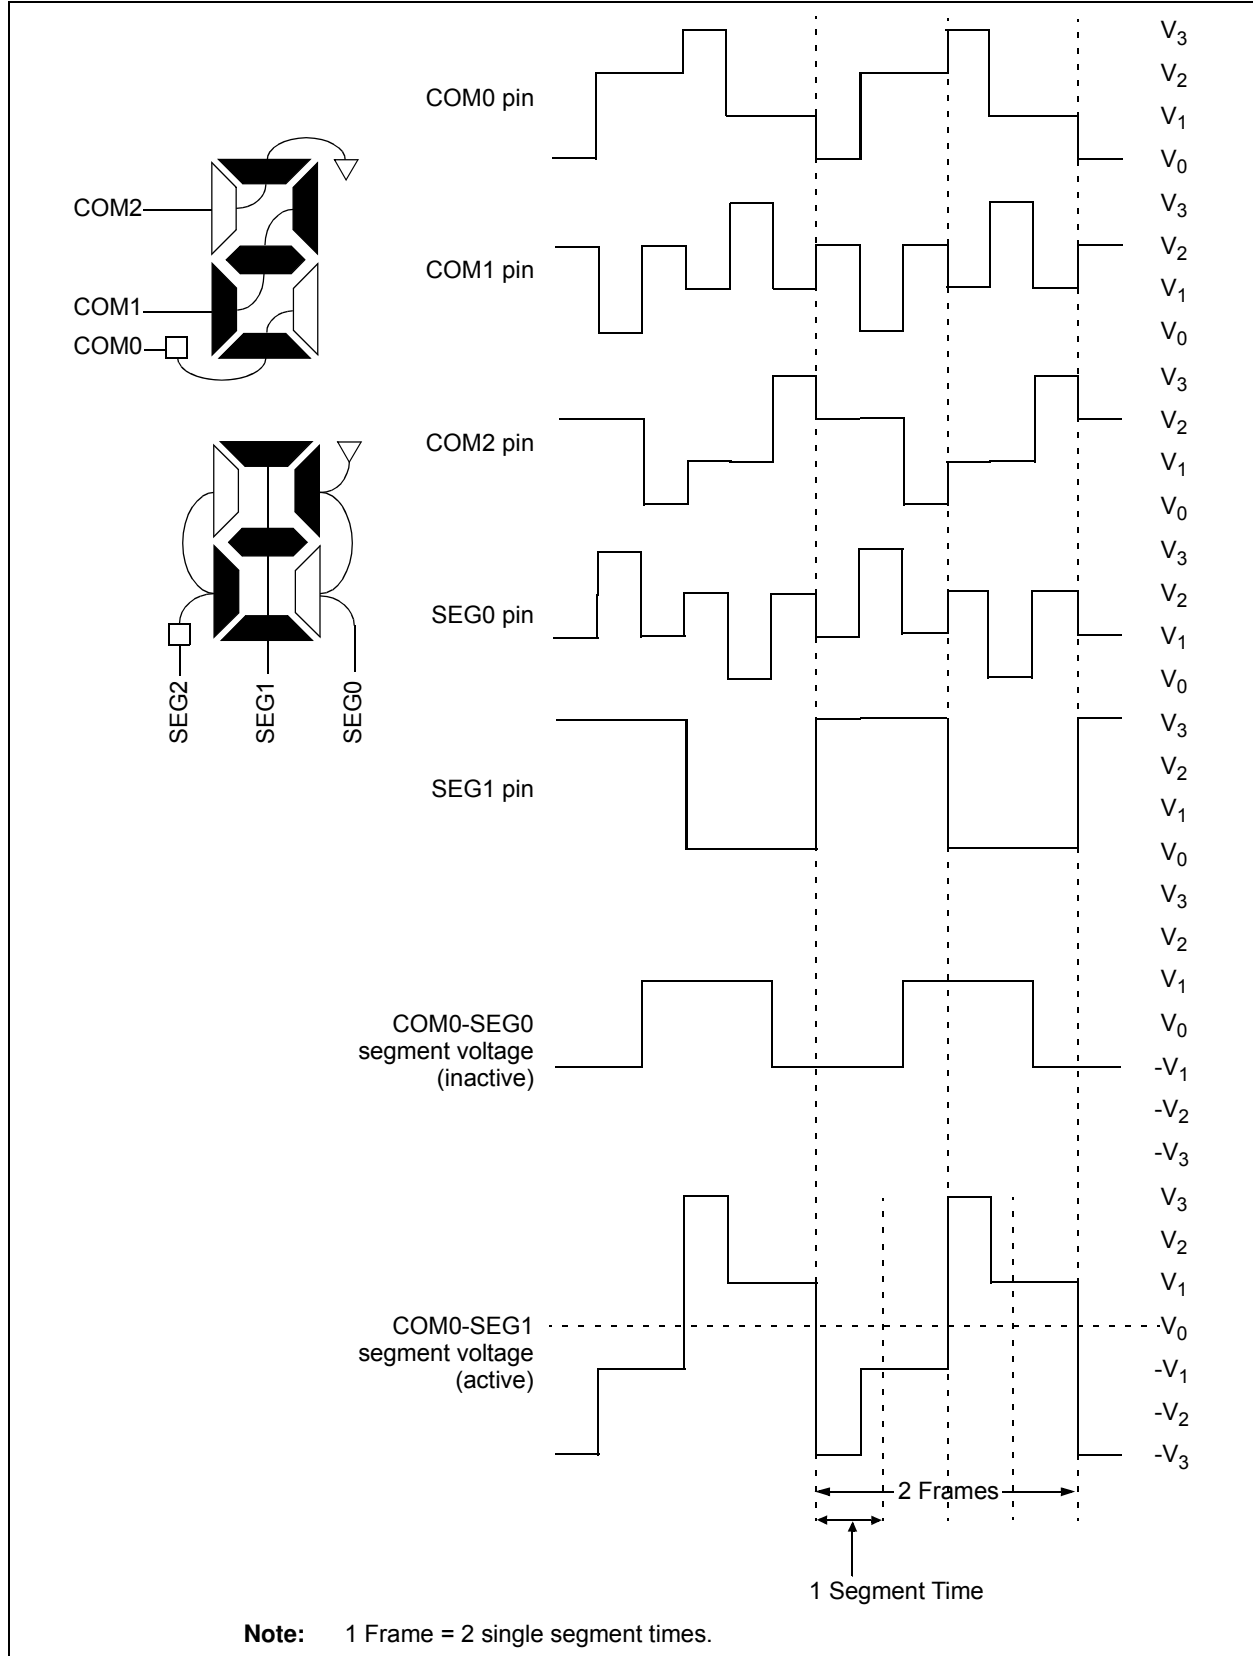 COM0 pin
V3
V2
V1
V0
COM2
COM1
COM0
COM1 pin
V3
V2
V1
V0
COM2 pin
V3
V2
V1
V0
SEG0 pin
V3
V2
V1
V0
SEG2
SEG1
SEG0
SEG1 pin
V3
V2
V1
V0
COM0-SEG0
segment voltage
(inactive)
V3
V2
V1
V0
-V1
-V2
-V3
COM0-SEG1
segment voltage
(active)
V3
V2
V1
V0
-V1
-V2
-V3
2 Frames
1 Segment Time
Note: 1 Frame = 2 single segment times.